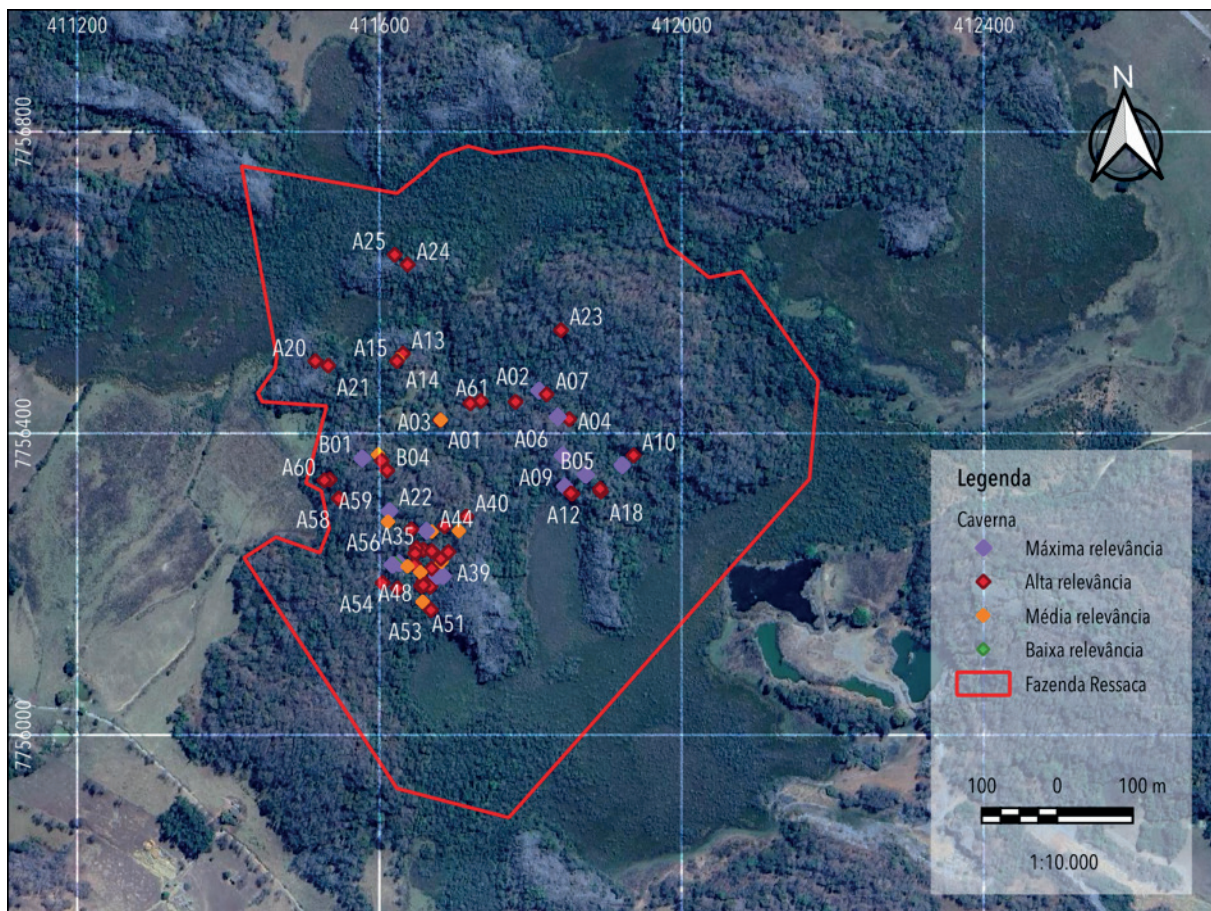 411200
411600
412000
412400
N
7756800
A25
A24
A23
A20
A15
A13
A21
A14
A61
A02
A07
A03
A01
A06
A04
7756400
B01
B04
A10
A60
A09
B05
A59
A22
A40
A12
A18
A58
A56
A35
A44
A54
A48
A39
A53
A51
7756000
Legenda
Caverna
Máxima relevância
Alta relevância
Média relevância
Baixa relevância
Fazenda Ressaca
100 0 100 m
1:10.000